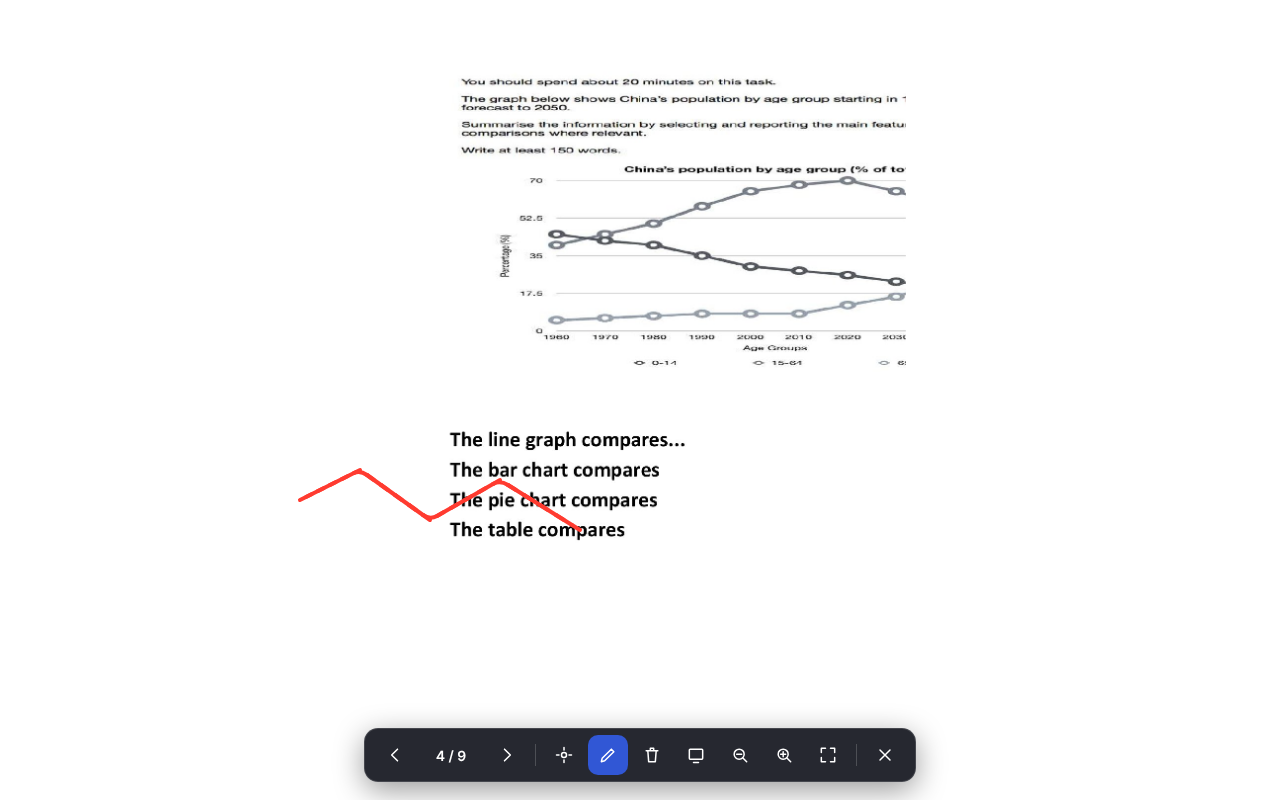 You should spend about 20 minutes on this task.
The graph below shows China's population by age group starting in
forecast to 2050.
Summarise the information by selecting and reporting the main
comparisons where relevant.
Write at least 150 words.
China's population by age group (% of
70
52.5
35
17.5
0
Percentage (%)
1960 1970 1980 1990 2000 2010 2020
Age Groups
0-14 15-64
The line graph compares...
The bar chart compares
The pie chart compares
The table compares
4 / 9